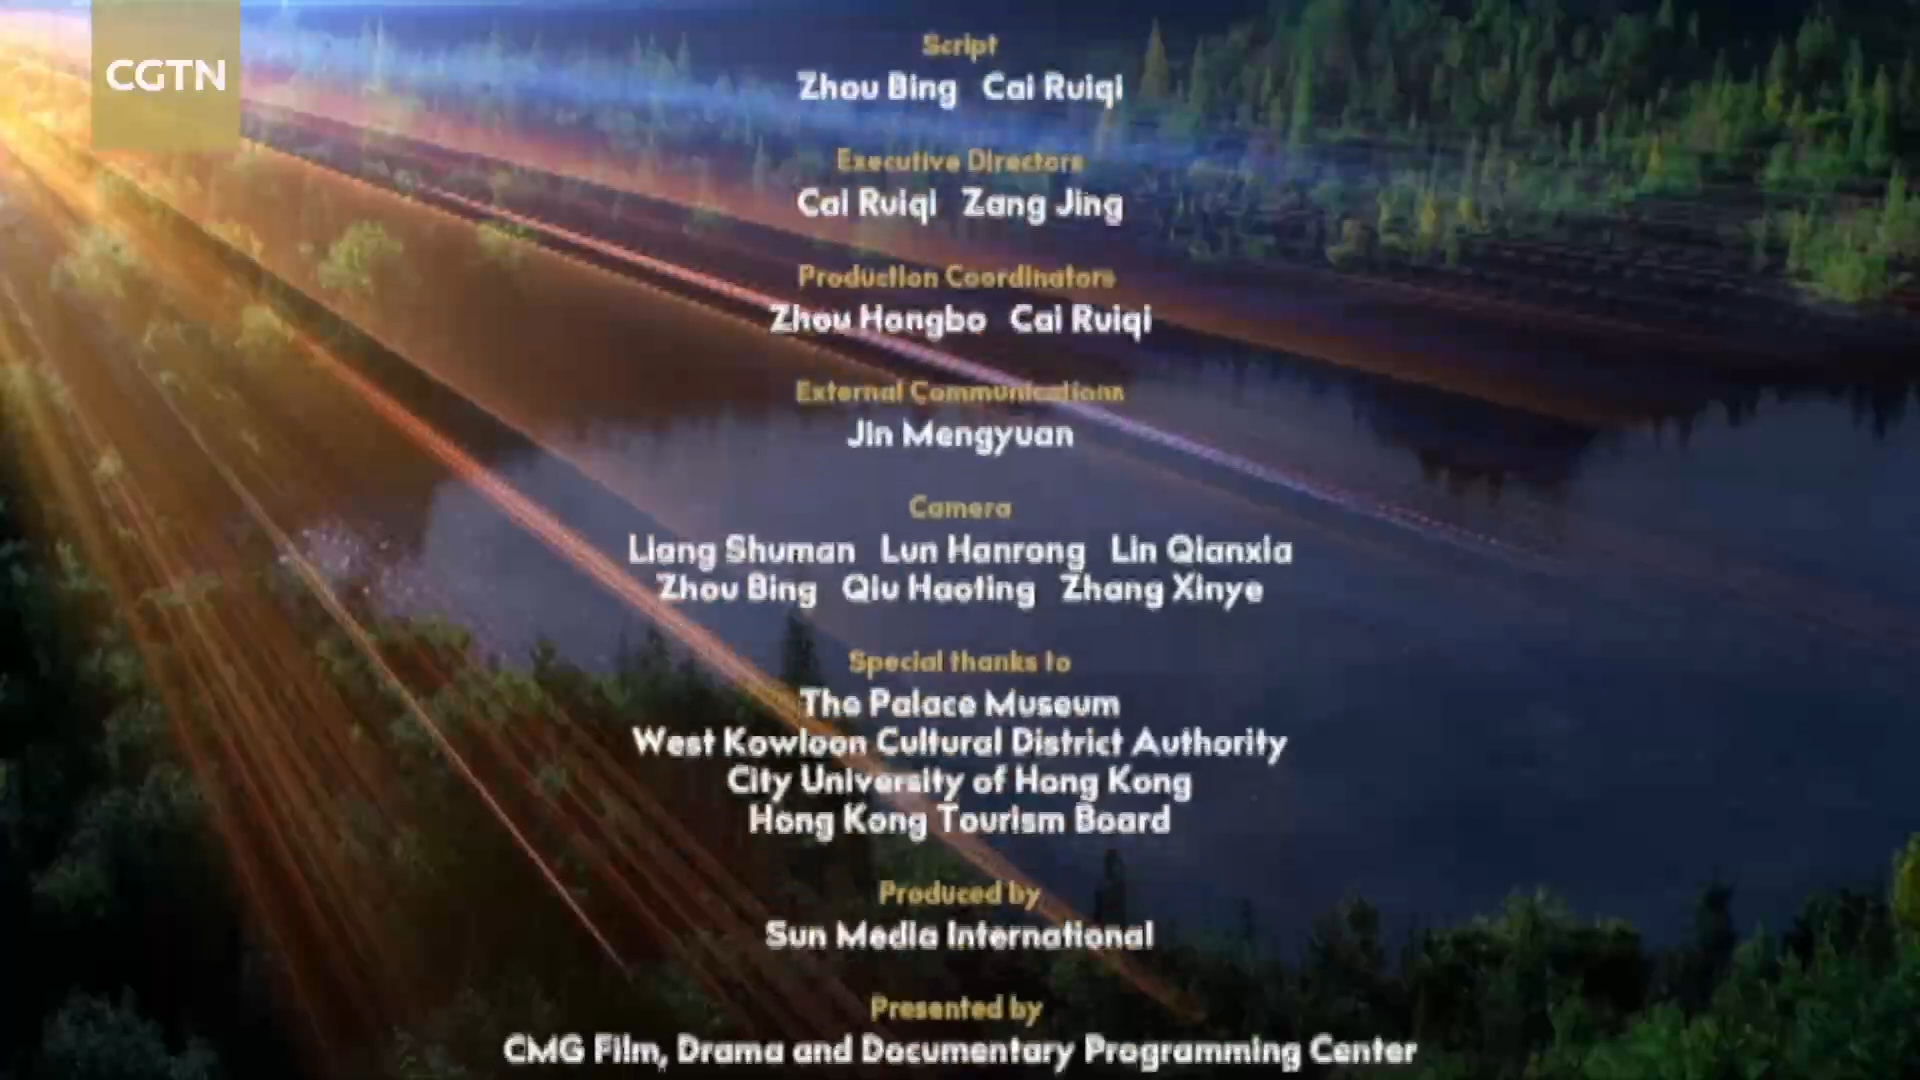 CGTN
Script
Zhou Bing Cai Ruiqi
Executive Directors
Cai Ruiqi Zang Jing
Production Coordinators
Zhou Hongbo Cai Ruiqi
External Communications
Jin Mengyuan
Camera
Liang Shuman Lun Hanrong Lin Qianxia
Zhou Bing Qiu Haoting Zhang Xinye
Special thanks to
The Palace Museum
West Kowloon Cultural District Authority
City University of Hong Kong
Hong Kong Tourism Board
Produced by
Sun Media International
Presented by
CMG Film, Drama and Documentary Programming Center